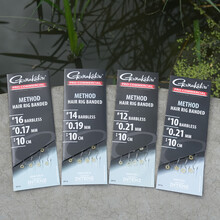 Gamakatsu
METHOD
HAIR RIG BANDED
#16
BARBLESS
#0.17 MM
10 CM
Gamakatsu
METHOD
HAIR RIG BANDED
#14
BARBLESS
#0.19 MM
10 CM
Gamakatsu
METHOD
HAIR RIG BANDED
#12
BARBLESS
#0.21 MM
10 CM
Gamakatsu
METHOD
HAIR RIG BANDED
#10
BARBLESS
#0.21 MM
10 CM